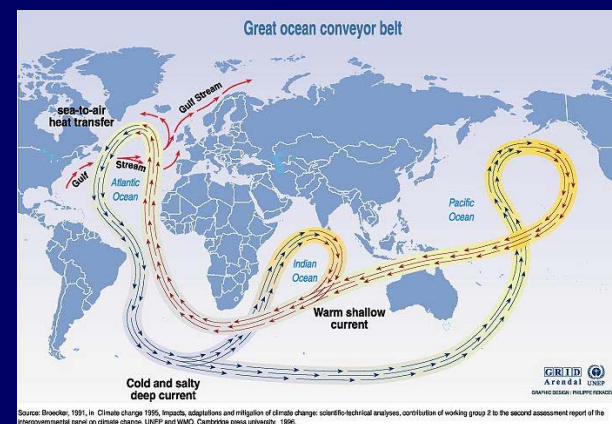 Great ocean conveyor belt
sea-to-air
heat transfer
Gulf Stream
Gulf
Stream
Atlantic
Ocean
Pacific
Ocean
Indian
Ocean
Warm shallow
current
Cold and salty
deep current
GRID
Arendal UNEP
GRAPHIC DESIGN : PHILIPPE REKACEWICZ
Source: Broecker, 1991, in Climate change 1995, Impacts, adaptations and mitigation of climate change: scientific-technical analyses, contribution of working group 2 to the second assessment report of the
intergovernmental panel on climate change, UNEP and WMO, Cambridge press university, 1996.